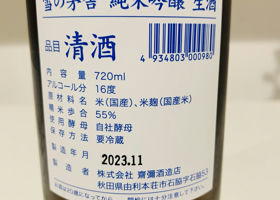 雪の茅舎 純米吟醸 生酒
品目 清酒
4 934803 000980
内容量 720ml
アルコール分 16度
原材料名 米(国産)、米麹(国産米)
精米歩合 55%
使用酵母 自社酵母
保存方法 要冷蔵
製造年月 2023.11
製造者 株式会社 齋彌酒造店
秋田県由利本荘市石脇字石脇53